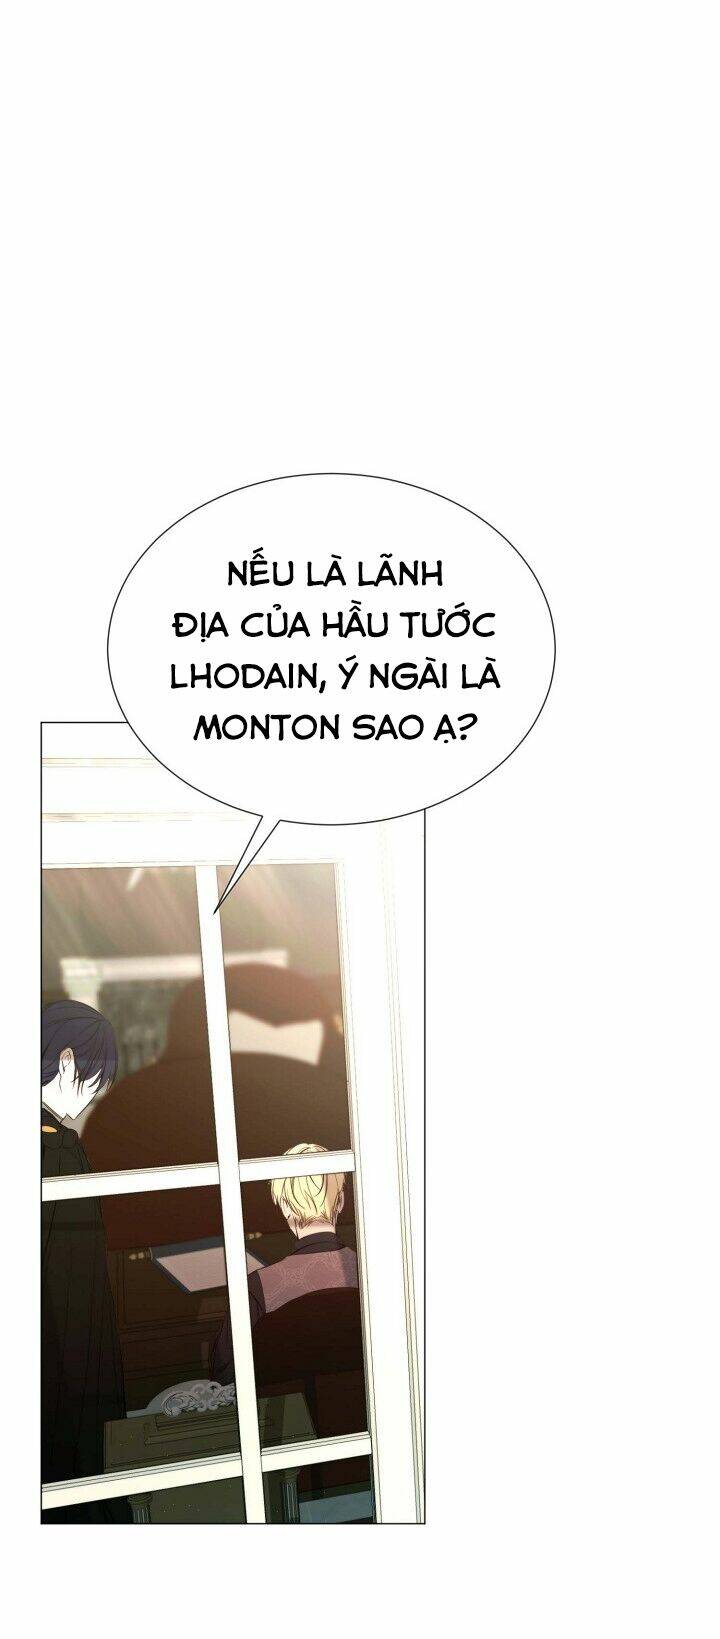 NẾU LÀ LÃNH
ĐỊA CỦA HẦU TƯỚC
LHODAIN, Ý NGÀI LÀ
MONTON SAO Ạ?